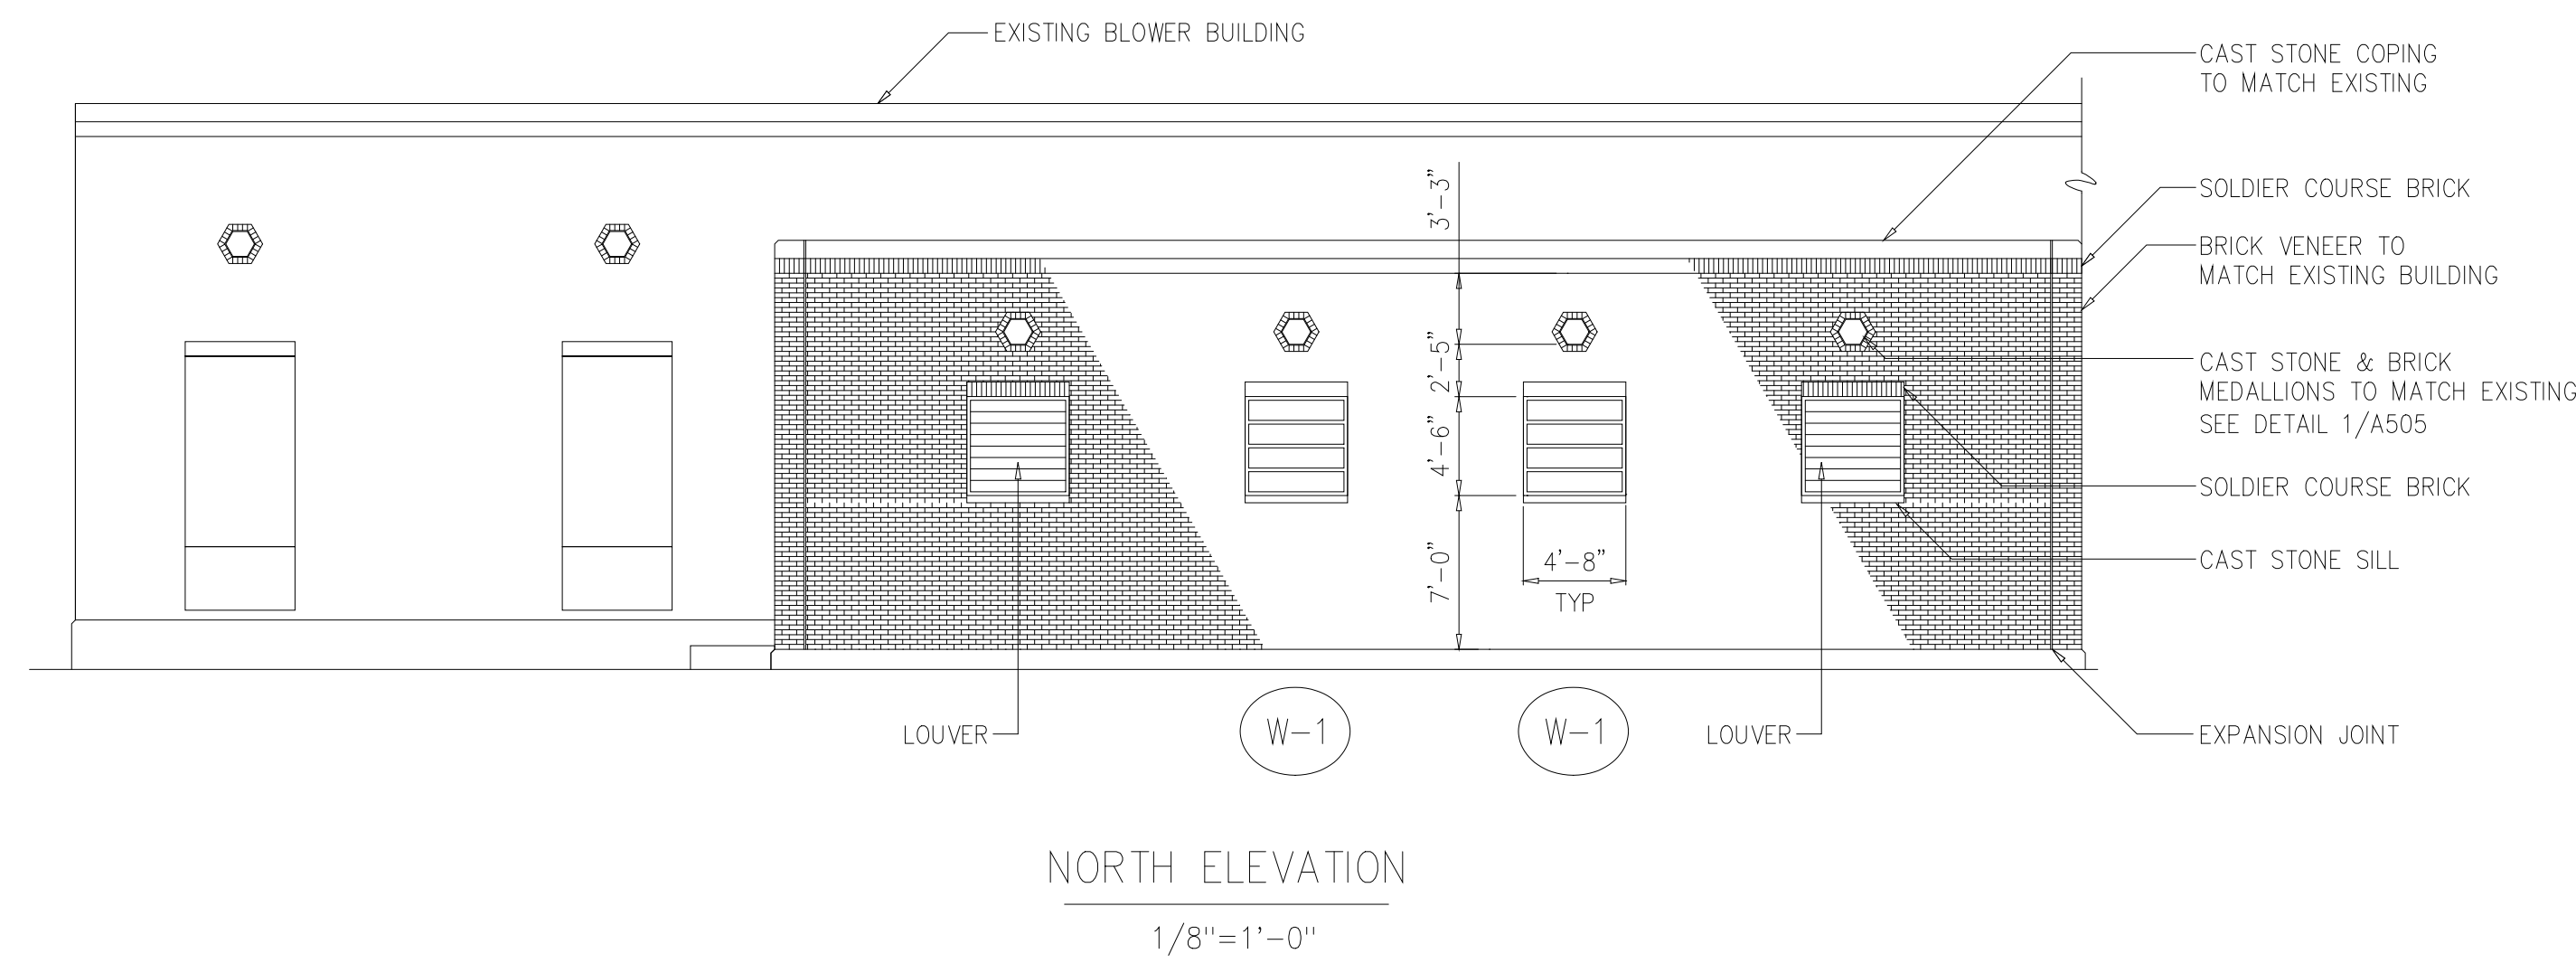 EXISTING BLOWER BUILDING
CAST STONE COPING
TO MATCH EXISTING
SOLDIER COURSE BRICK
BRICK VENEER TO
MATCH EXISTING BUILDING
CAST STONE & BRICK
MEDALLIONS TO MATCH EXISTING
SEE DETAIL 1/A505
SOLDIER COURSE BRICK
CAST STONE SILL
EXPANSION JOINT
3'-3"
2'-5"
4'-6"
7'-0"
4'-8"
TYP
LOUVER
W-1
W-1
LOUVER
NORTH ELEVATION
1/8"=1'-0"